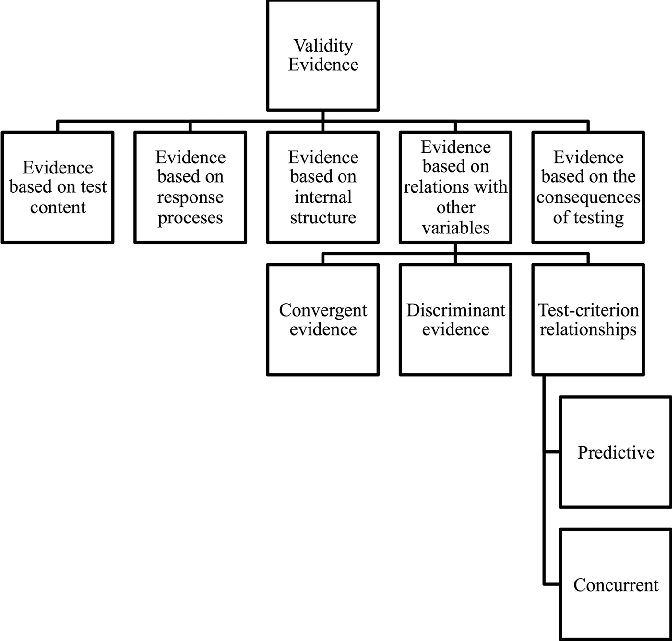 Validity
Evidence
Evidence
based on test
content
Evidence
based on
response
proceses
Evidence
based on
internal
structure
Evidence
based on
relations with
other
variables
Evidence
based on the
consequences
of testing
Convergent
evidence
Discriminant
evidence
Test-criterion
relationships
Predictive
Concurrent